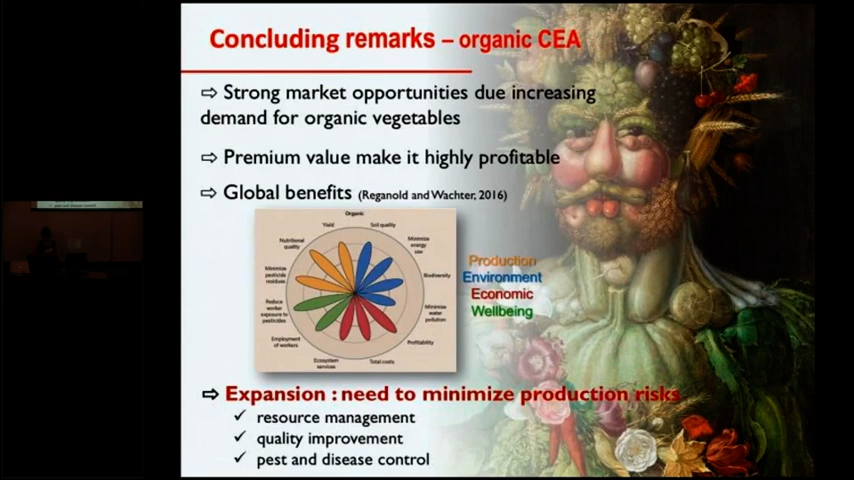 Concluding remarks – organic CEA
⇨ Strong market opportunities due increasing
demand for organic vegetables
⇨ Premium value make it highly profitable
⇨ Global benefits (Reganold and Wachter, 2016)
Organic
Yield
Soil quality
Nutritional
quality
Minimize
energy
use
Minimize
pesticide
residues
Biodiversity
Reduce
worker
exposure to
pesticides
Minimize
water
pollution
Employment
of workers
Profitability
Ecosystem
services
Total costs
Production
Environment
Economic
Wellbeing
⇨ Expansion : need to minimize production risks
✓ resource management
✓ quality improvement
✓ pest and disease control